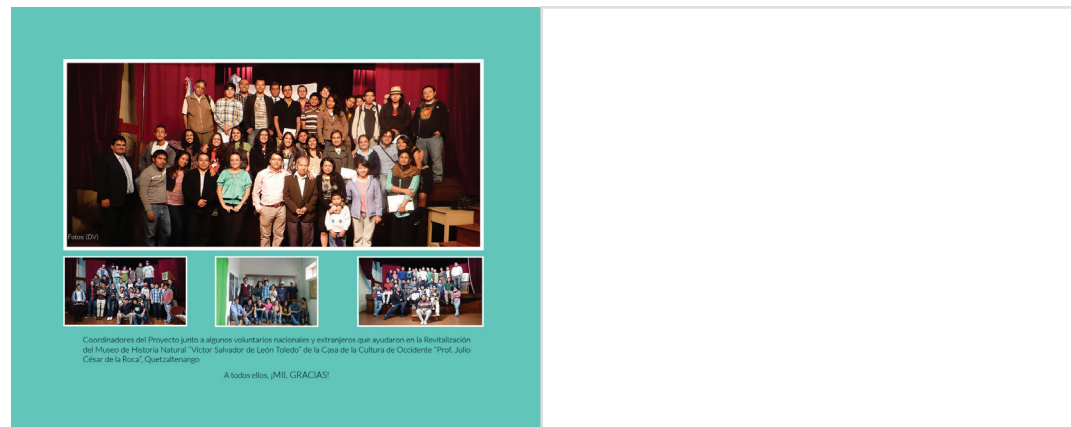 Fotos: (DV)
Coordinadores del Proyecto junto a algunos voluntarios nacionales y extranjeros que ayudaron en la Revitalización
del Museo de Historia Natural "Víctor Salvador de León Toledo" de la Casa de la Cultura de Occidente "Prof. Julio
César de la Roca", Quetzaltenango
A todos ellos, ¡MIL GRACIAS!